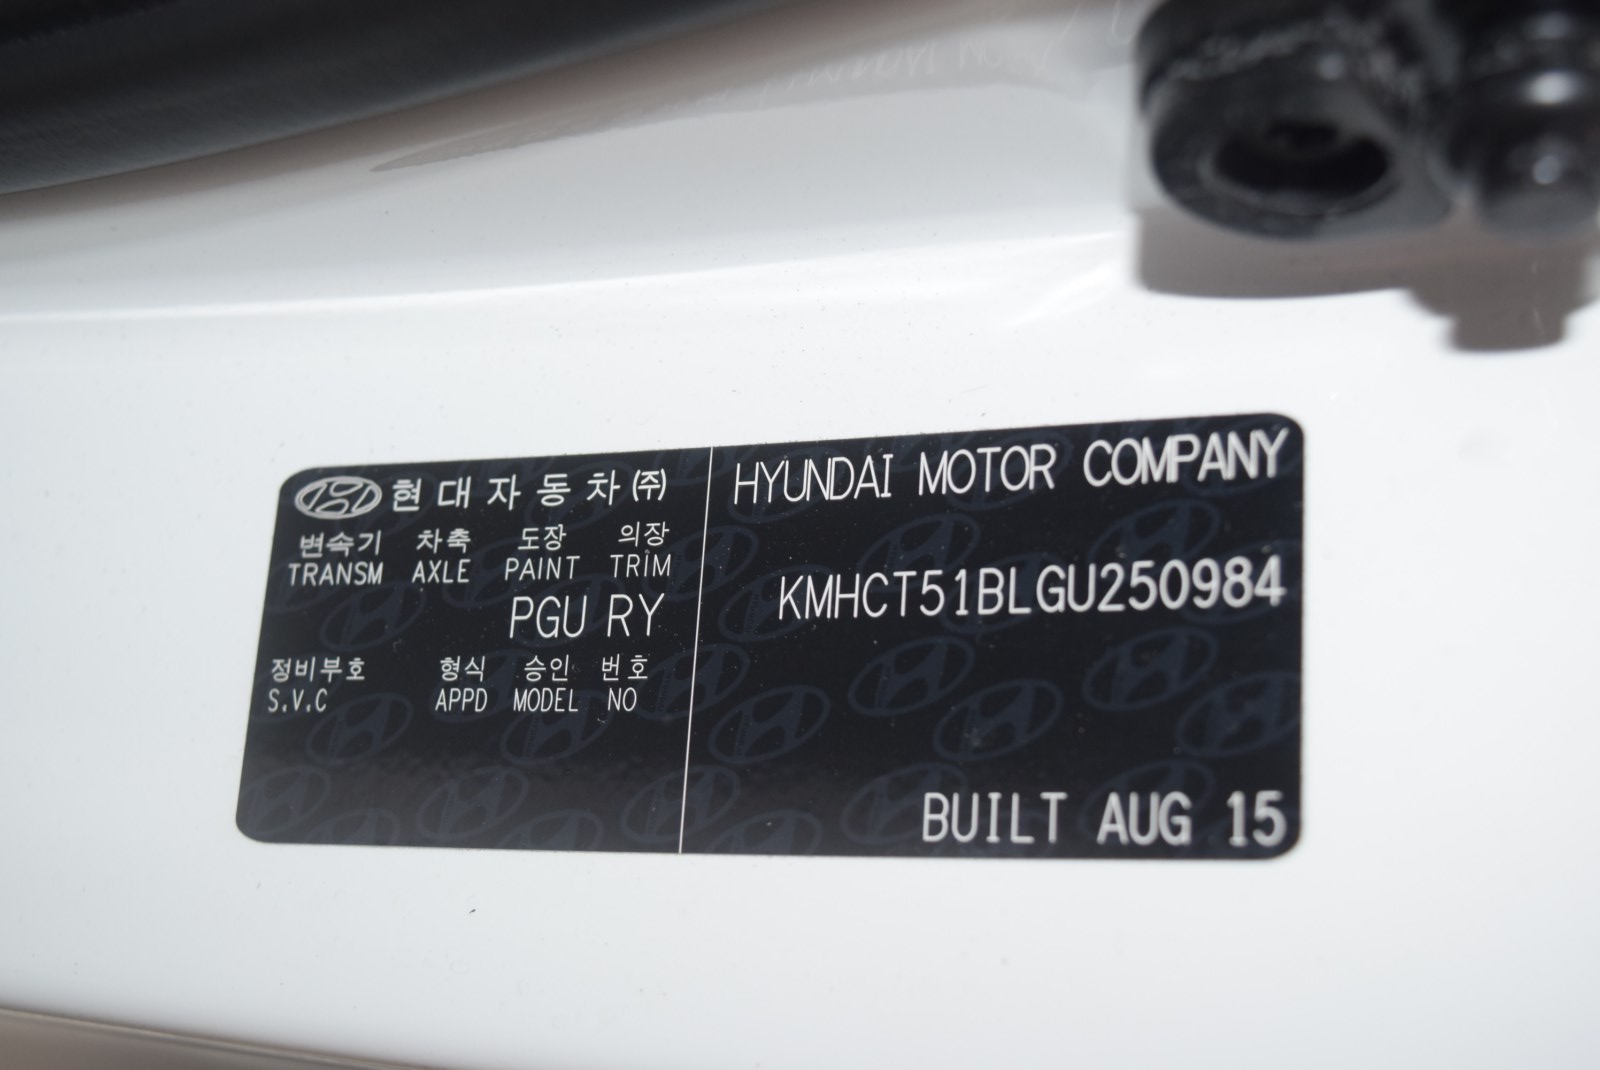 현대자동차(주)
변속기 차축 도장 의장
TRANSM AXLE PAINT TRIM
PGU RY
정비부호 형식 승인 번호
S.V.C APPD MODEL NO
HYUNDAI MOTOR COMPANY
KMHCT51BLGU250984
BUILT AUG 15